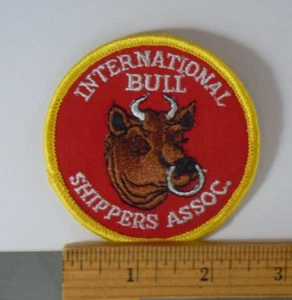 INTERNATIONAL
BULL
SHIPPERS ASSOC.
1 2 3